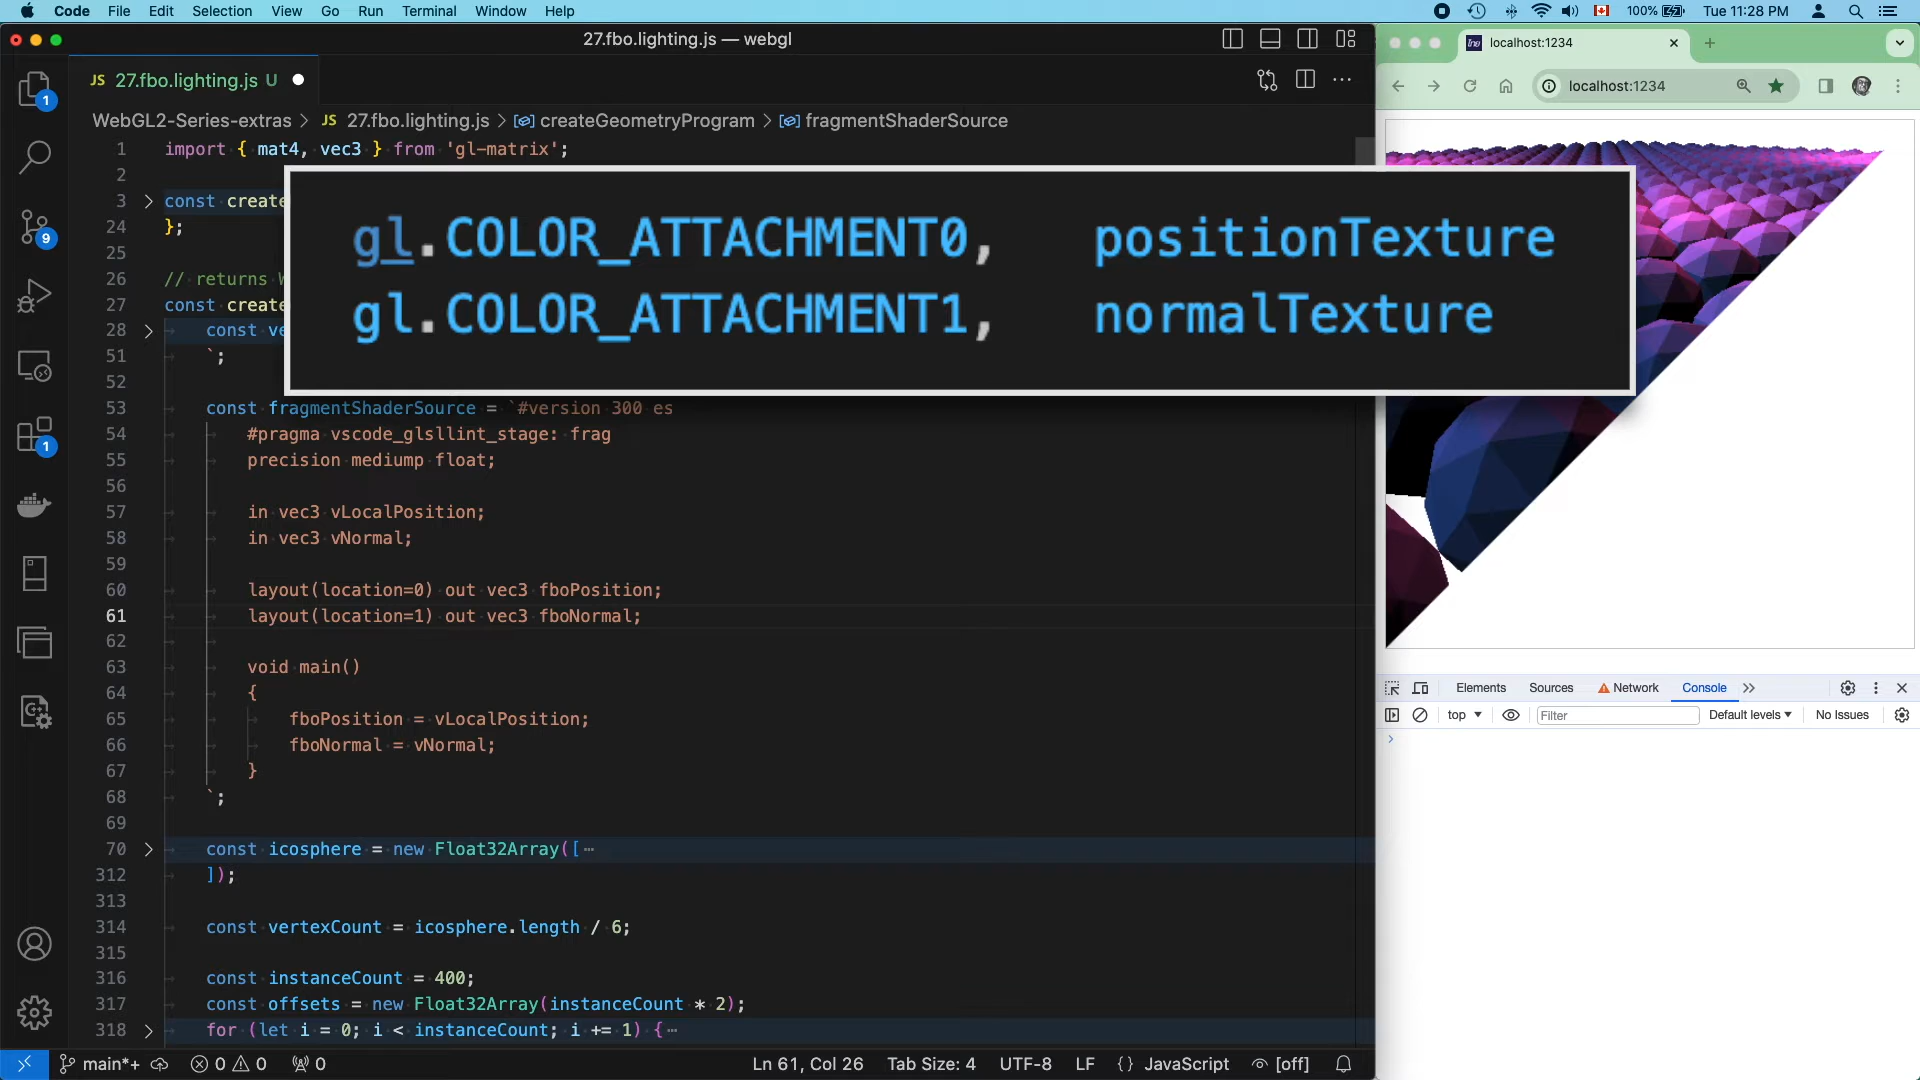 Code File Edit Selection View Go Run Terminal Window Help
100% Tue 11:28 PM
27.fbo.lighting.js — webgl
JS 27.fbo.lighting.js U
WebGL2-Series-extras > JS 27.fbo.lighting.js > createGeometryProgram > fragmentShaderSource
1 import { mat4, vec3 } from 'gl-matrix';
2
3 const create
24 };
25
26 // returns
27 const create
28 const ve
51 `;
52
gl.COLOR_ATTACHMENT0, positionTexture
gl.COLOR_ATTACHMENT1, normalTexture
53 const fragmentShaderSource = `#version 300 es
54 #pragma vscode_glsllint_stage: frag
55 precision mediump float;
56
57 in vec3 vLocalPosition;
58 in vec3 vNormal;
59
60 layout(location=0) out vec3 fboPosition;
61 layout(location=1) out vec3 fboNormal;
62
63 void main()
64 {
65 fboPosition = vLocalPosition;
66 fboNormal = vNormal;
67 }
68 `;
69
70 const icosphere = new Float32Array([ ⋯
312 ]);
313
314 const vertexCount = icosphere.length / 6;
315
316 const instanceCount = 400;
317 const offsets = new Float32Array(instanceCount * 2);
318 for (let i = 0; i < instanceCount; i += 1) { ⋯
1
9
1
main*+ 0 0 0 Ln 61, Col 26 Tab Size: 4 UTF-8 LF {} JavaScript [off]
localhost:1234
localhost:1234
Elements Sources Network Console
top Filter Default levels No Issues